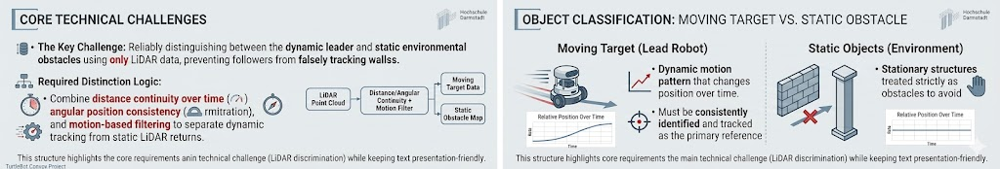 CORE TECHNICAL CHALLENGES
Hochschule
Darmstadt
• The Key Challenge: Reliably distinguishing between the dynamic leader and static environmental
obstacles using only LiDAR data, preventing followers from falsely tracking wallss.
• Required Distinction Logic:
• Combine distance continuity over time
angular position consistency ( rmitration),
and motion-based filtering to separate dynamic
tracking from static LiDAR returns.
LiDAR
Point Cloud
Distance/Angular
Continuity +
Motion Filter
Moving
Target Data
Static
Obstacle Map
This structure highlights the core requirements anin technical challenge (LiDAR discrimination) while keeping text presentation-friendly.
TurtleBot Convox Project
OBJECT CLASSIFICATION: MOVING TARGET VS. STATIC OBSTACLE
Hochschule
Darmstadt
Moving Target (Lead Robot)
• Dynamic motion
pattern that changes
position over time.
• Must be consistently
identified and tracked
as the primary reference
Relative Position Over Time
Time
Static Objects (Environment)
• Stationary structures
treated strictly as
obstacles to avoid
Relative Position Over Time
Time
This structure highlights core requirements the main technical challenge (LiDAR discrimination) while keeping text presentation-friendly.